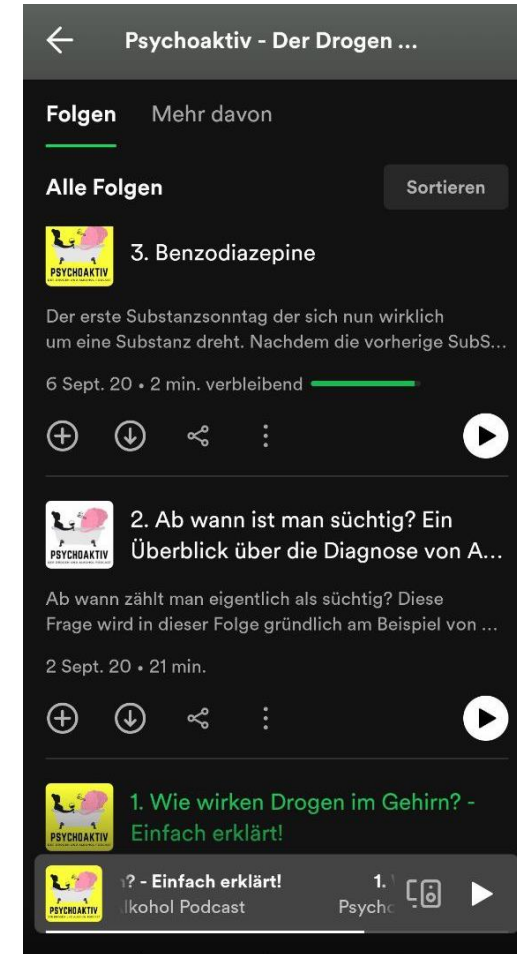 Psychoaktiv - Der Drogen ...
Folgen Mehr davon
Alle Folgen Sortieren
PSYCHOAKTIV
3. Benzodiazepine
Der erste Substanzsonntag der sich nun wirklich
um eine Substanz dreht. Nachdem die vorherige SubS...
6 Sept. 20 • 2 min. verbleibend
PSYCHOAKTIV
2. Ab wann ist man süchtig? Ein
Überblick über die Diagnose von A...
Ab wann zählt man eigentlich als süchtig? Diese
Frage wird in dieser Folge gründlich am Beispiel von ...
2 Sept. 20 • 21 min.
PSYCHOAKTIV
1. Wie wirken Drogen im Gehirn? -
Einfach erklärt!
PSYCHOAKTIV
? - Einfach erklärt! 1.
lkohol Podcast Psycho